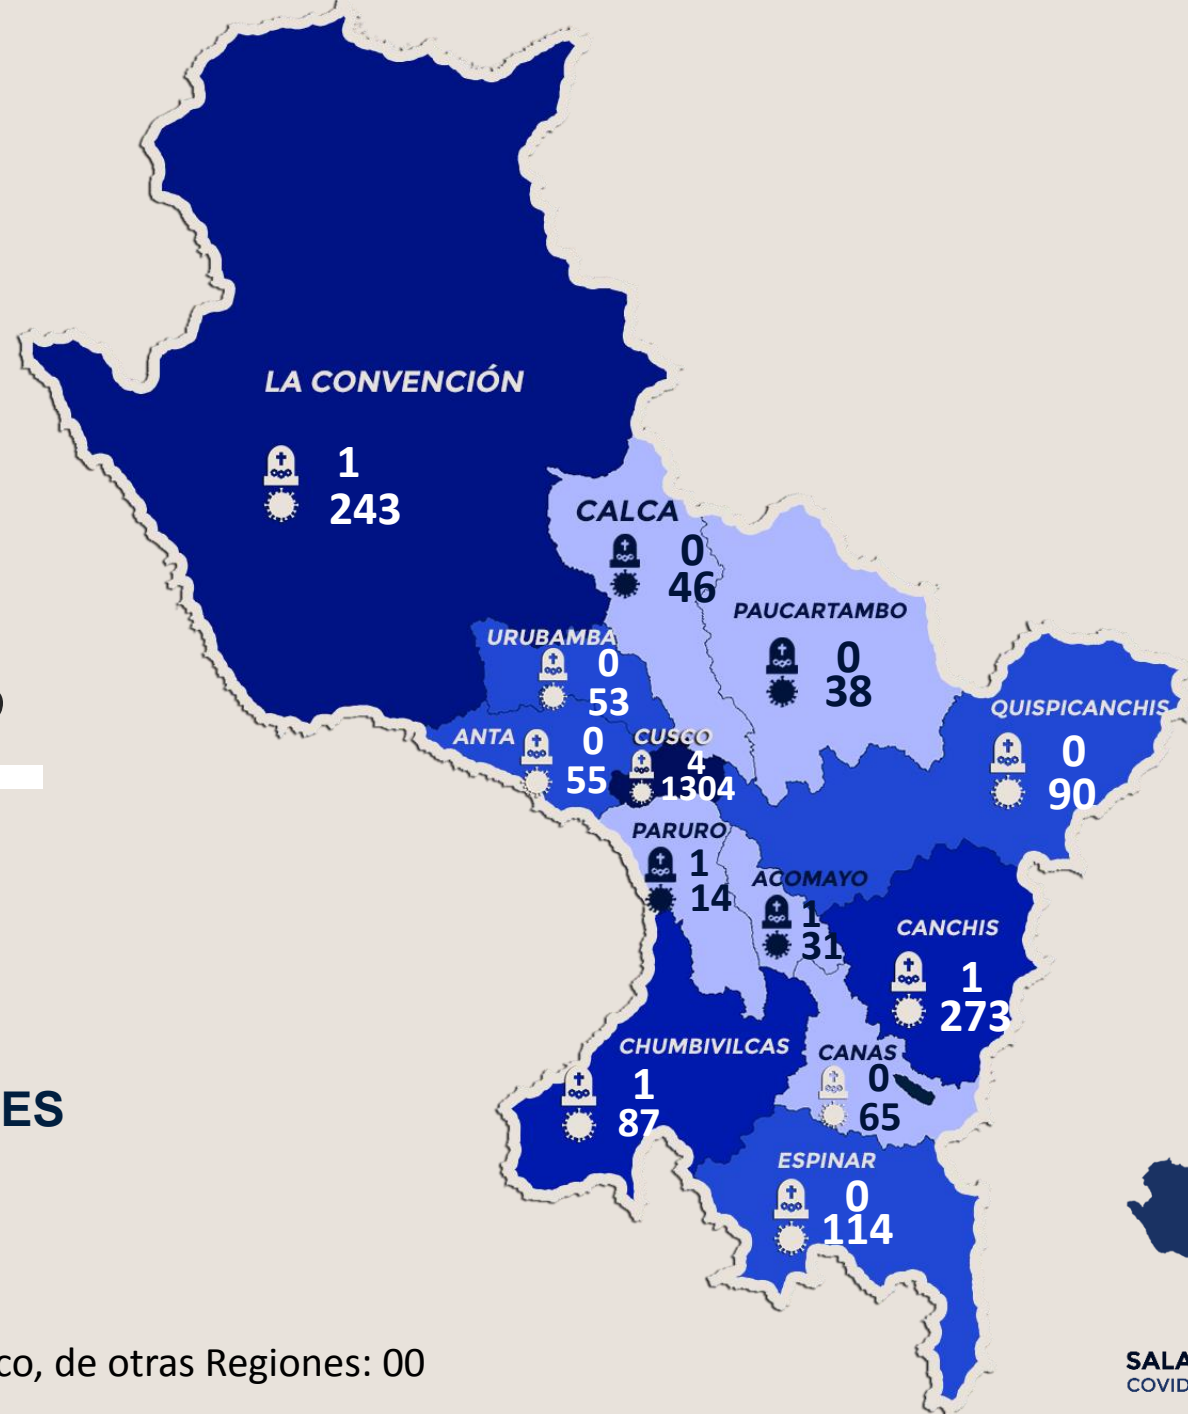 LA CONVENCIÓN
1
243
CALCA
0
46
PAUCARTAMBO
0
38
URUBAMBA
0
53
QUISPICANCHIS
0
90
ANTA
0
55
CUSCO
4
1304
PARURO
1
14
ACOMAYO
1
31
CANCHIS
1
273
CHUMBIVILCAS
1
87
CANAS
0
65
ES
ESPINAR
0
114
co, de otras Regiones: 00
SALA
COVID